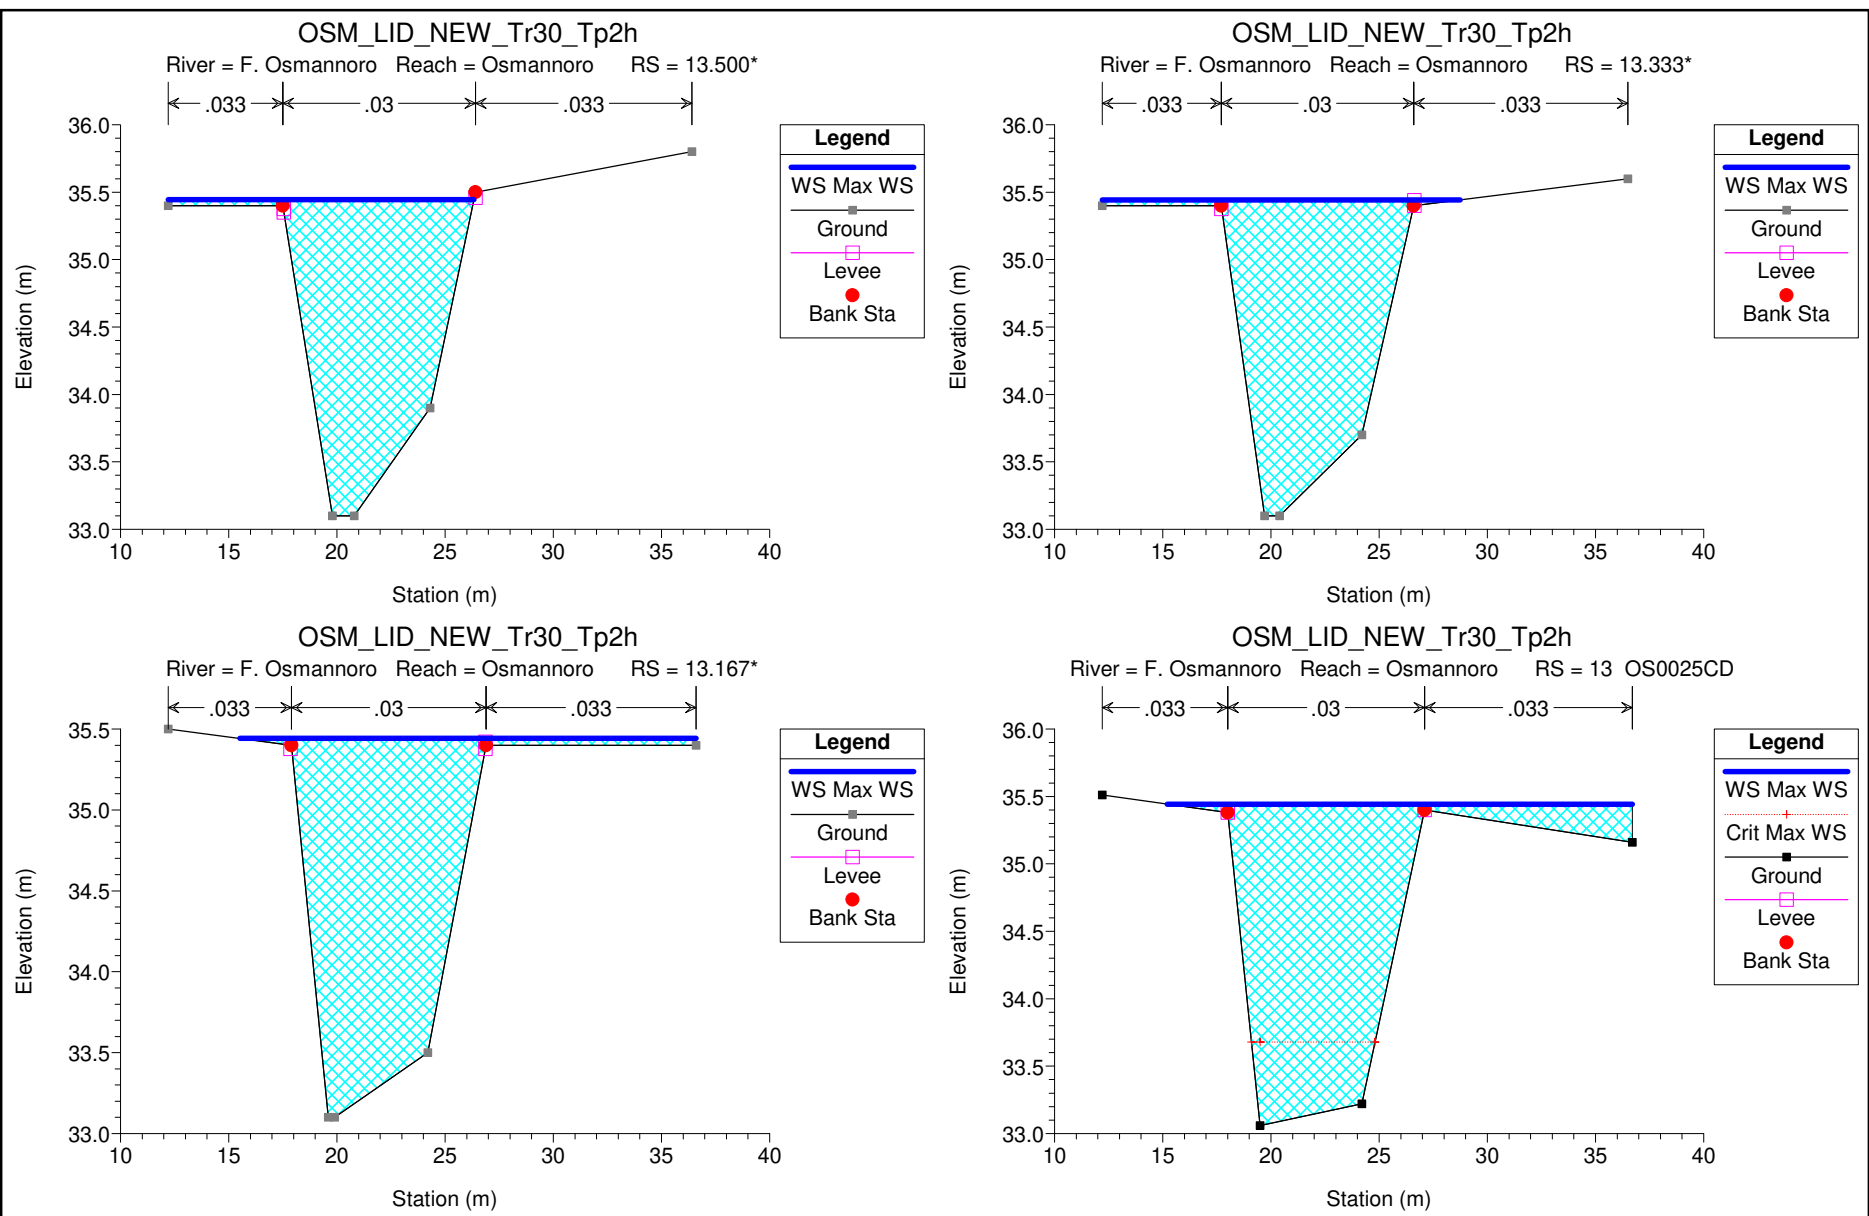 OSM_LID_NEW_Tr30_Tp2h
River = F. Osmannoro Reach = Osmannoro RS = 13.500*
.033 .03 .033
36.0
35.5
35.0
34.5
34.0
33.5
33.0
Elevation (m)
10 15 20 25 30 35 40
Station (m)
Legend
WS Max WS
Ground
Levee
Bank Sta
OSM_LID_NEW_Tr30_Tp2h
River = F. Osmannoro Reach = Osmannoro RS = 13.333*
.033 .03 .033
36.0
35.5
35.0
34.5
34.0
33.5
33.0
Elevation (m)
10 15 20 25 30 35 40
Station (m)
Legend
WS Max WS
Ground
Levee
Bank Sta
OSM_LID_NEW_Tr30_Tp2h
River = F. Osmannoro Reach = Osmannoro RS = 13.167*
.033 .03 .033
35.5
35.0
34.5
34.0
33.5
33.0
Elevation (m)
10 15 20 25 30 35 40
Station (m)
Legend
WS Max WS
Ground
Levee
Bank Sta
OSM_LID_NEW_Tr30_Tp2h
River = F. Osmannoro Reach = Osmannoro RS = 13 OS0025CD
.033 .03 .033
36.0
35.5
35.0
34.5
34.0
33.5
33.0
Elevation (m)
10 15 20 25 30 35 40
Station (m)
Legend
WS Max WS
Crit Max WS
Ground
Levee
Bank Sta